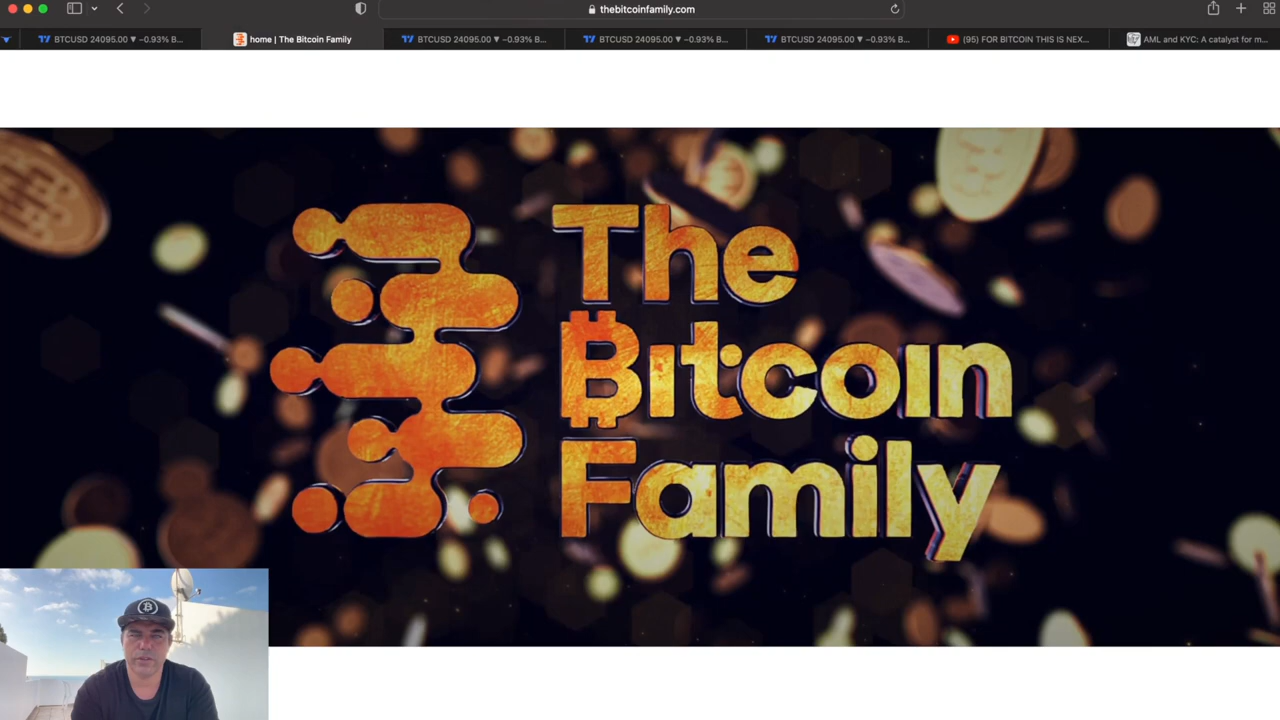 thebitcoinfamily.com
BTCUSD 24095.00 ▼ −0.93% B...
home | The Bitcoin Family
BTCUSD 24095.00 ▼ −0.93% B...
BTCUSD 24095.00 ▼ −0.93% B...
BTCUSD 24095.00 ▼ −0.93% B...
(95) FOR BITCOIN THIS IS NEX...
AML and KYC: A catalyst for m...
The
Bitcoin
Family